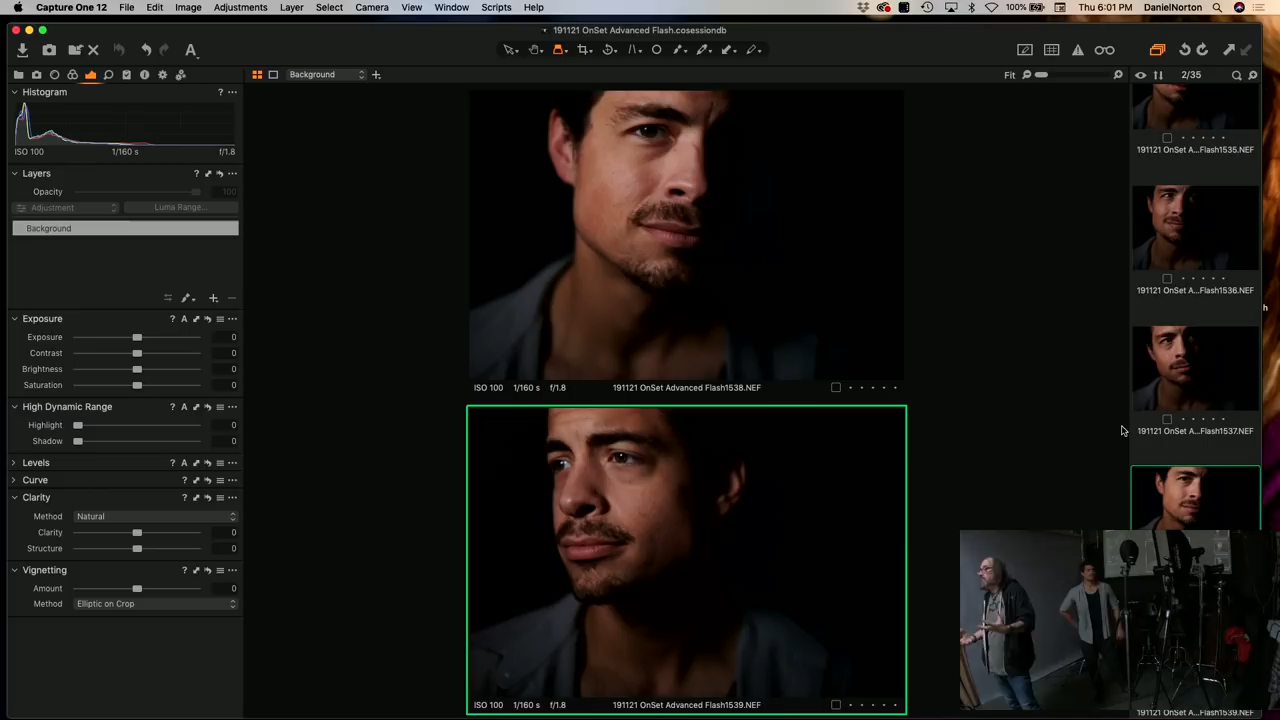 Capture One 12 File Edit Image Adjustments Layer Select Camera View Window Scripts Help 100% Thu 6:01 PM DanielNorton
191121 OnSet Advanced Flash.cosessiondb
Background
Fit
2/35
Histogram
ISO 100 1/160 s f/1.8
Layers
Opacity 100
Adjustment Luma Range...
Background
Exposure
Exposure 0
Contrast 0
Brightness 0
Saturation 0
High Dynamic Range
Highlight 0
Shadow 0
Levels
Curve
Clarity
Method Natural
Clarity 0
Structure 0
Vignetting
Amount 0
Method Elliptic on Crop
ISO 100 1/160 s f/1.8 191121 OnSet Advanced Flash1538.NEF
ISO 100 1/160 s f/1.8 191121 OnSet Advanced Flash1539.NEF
191121 OnSet A...Flash1535.NEF
191121 OnSet A...Flash1536.NEF
191121 OnSet A...Flash1537.NEF
191121 OnSet A...Flash1539.NEF